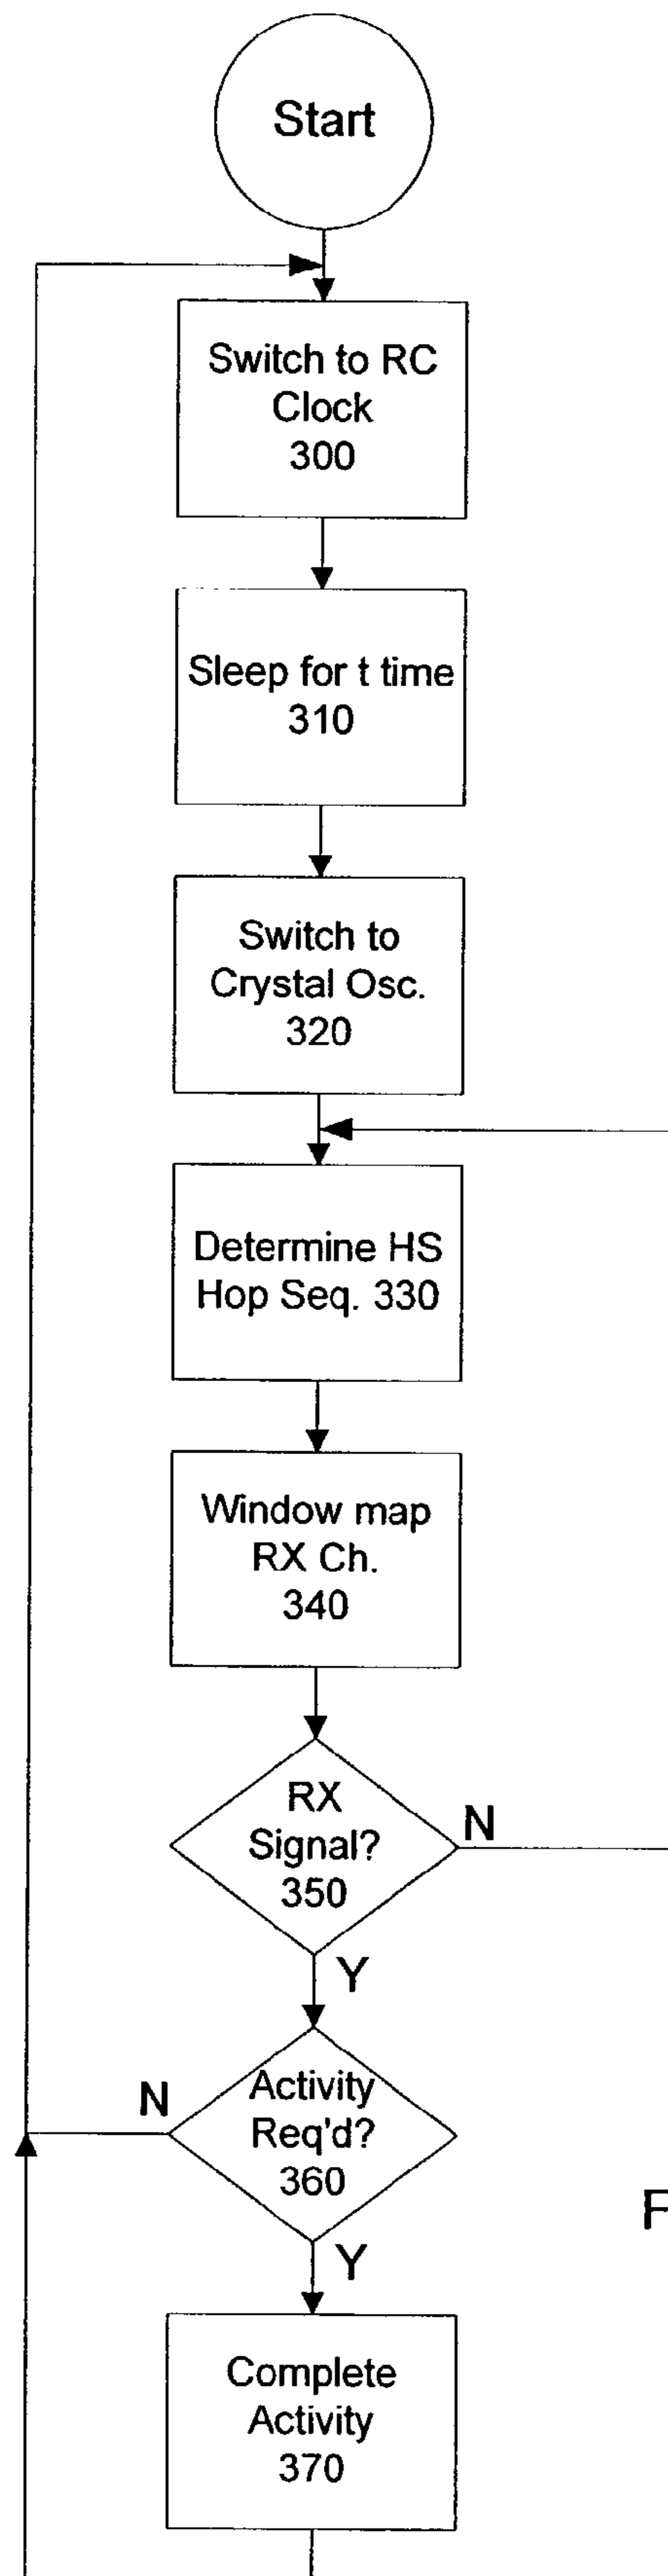 Start
Switch to RC
Clock
300
Sleep for t time
310
Switch to
Crystal Osc.
320
Determine HS
Hop Seq. 330
Window map
RX Ch.
340
RX
Signal?
350
N
Y
Activity
Req'd?
360
N
Y
Complete
Activity
370